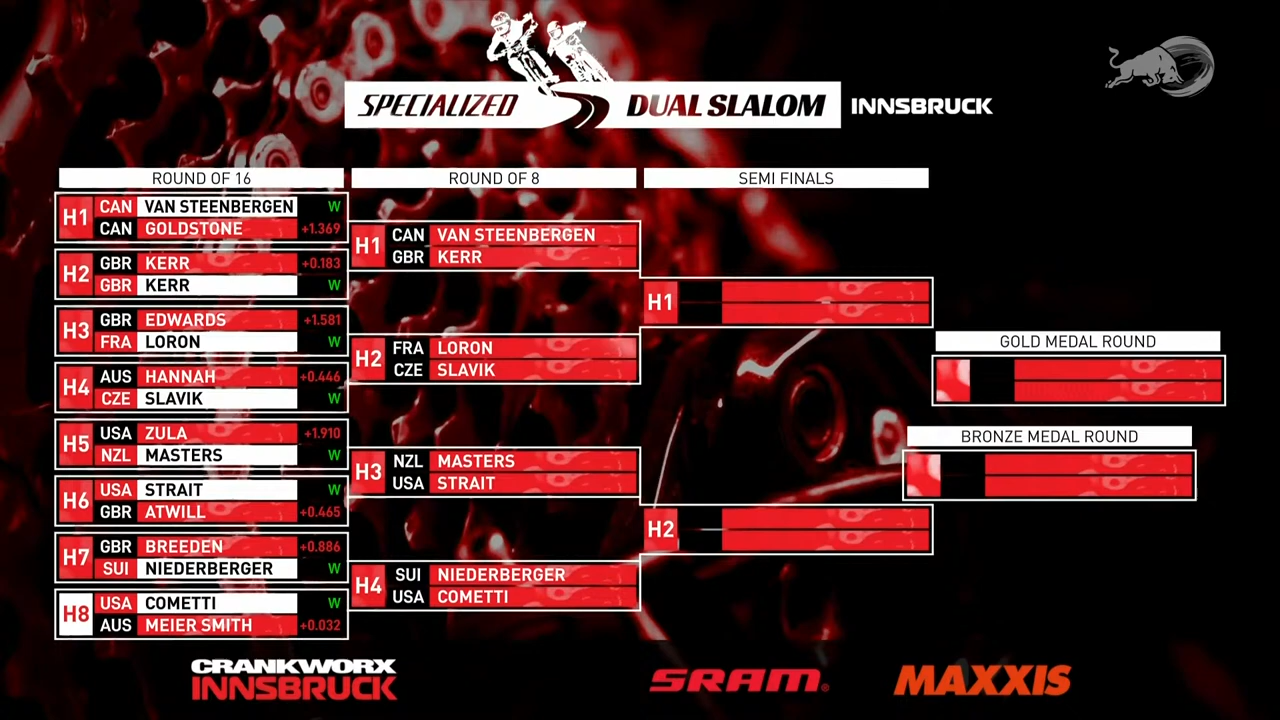 SPECIALIZED DUAL SLALOM INNSBRUCK
ROUND OF 16
H1
CAN VAN STEENBERGEN W
CAN GOLDSTONE +1.369
H2
GBR KERR +0.183
GBR KERR W
H3
GBR EDWARDS +1.581
FRA LORON W
H4
AUS HANNAH +0.446
CZE SLAVIK W
H5
USA ZULA +1.910
NZL MASTERS W
H6
USA STRAIT W
GBR ATWILL +0.465
H7
GBR BREEDEN +0.886
SUI NIEDERBERGER W
H8
USA COMETTI W
AUS MEIER SMITH +0.032
ROUND OF 8
H1
CAN VAN STEENBERGEN
GBR KERR
H2
FRA LORON
CZE SLAVIK
H3
NZL MASTERS
USA STRAIT
H4
SUI NIEDERBERGER
USA COMETTI
SEMI FINALS
H1
H2
GOLD MEDAL ROUND
BRONZE MEDAL ROUND
CRANKWORX
INNSBRUCK
SRAM
MAXXIS